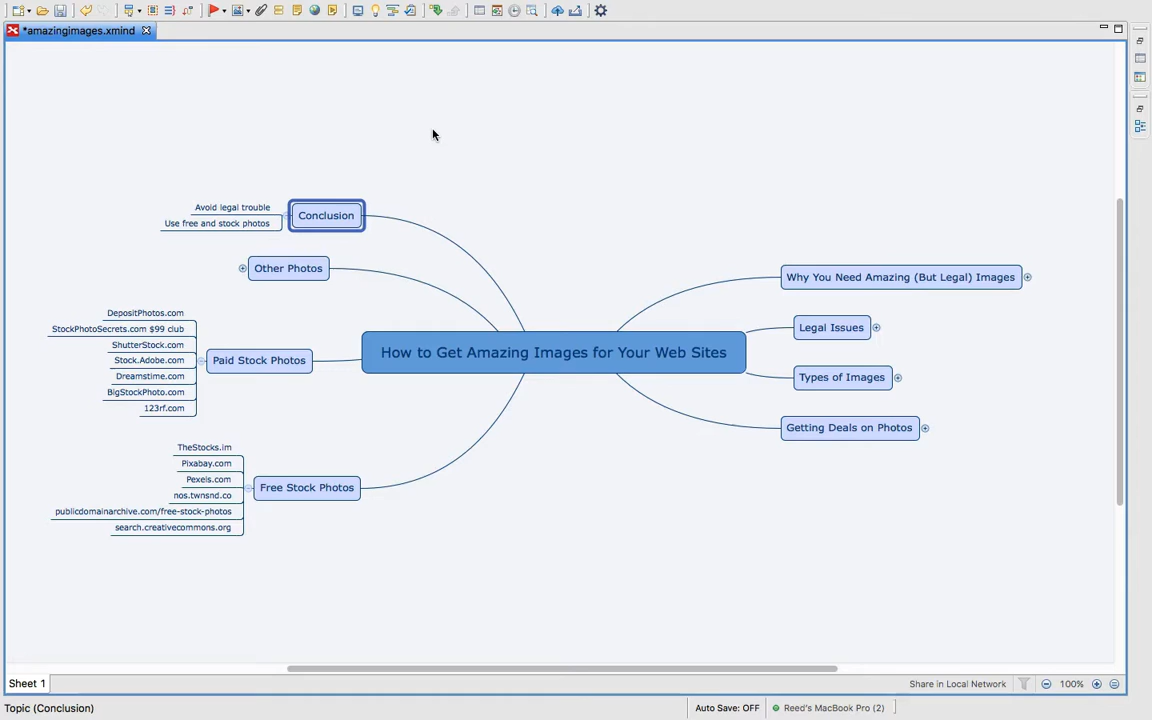 *amazingimages.xmind
Avoid legal trouble
Use free and stock photos
Conclusion
Other Photos
DepositPhotos.com
StockPhotoSecrets.com $99 club
ShutterStock.com
Stock.Adobe.com
Dreamstime.com
BigStockPhoto.com
123rf.com
Paid Stock Photos
TheStocks.im
Pixabay.com
Pexels.com
nos.twnsnd.co
publicdomainarchive.com/free-stock-photos
search.creativecommons.org
Free Stock Photos
How to Get Amazing Images for Your Web Sites
Why You Need Amazing (But Legal) Images
Legal Issues
Types of Images
Getting Deals on Photos
Sheet 1
Share in Local Network
100%
Topic (Conclusion)
Auto Save: OFF
Reed's MacBook Pro (2)